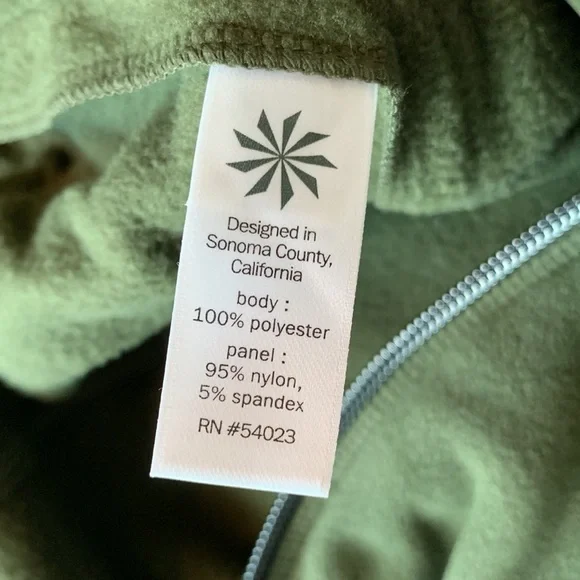 Designed in
Sonoma County,
California
body :
100% polyester
panel :
95% nylon,
5% spandex
RN #54023